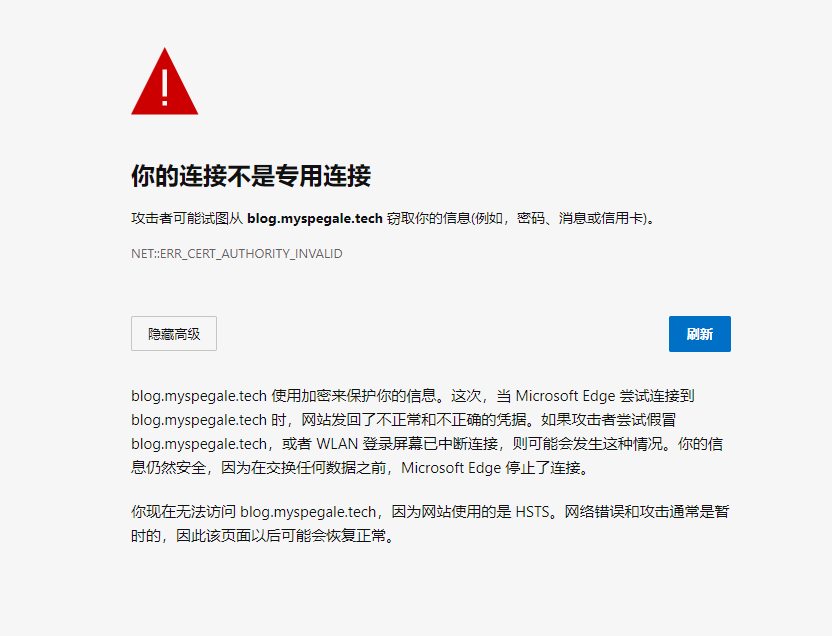 你的连接不是专用连接
攻击者可能试图从 blog.myspegale.tech 窃取你的信息(例如，密码、消息或信用卡)。
NET::ERR_CERT_AUTHORITY_INVALID
隐藏高级
刷新
blog.myspegale.tech 使用加密来保护你的信息。这次，当 Microsoft Edge 尝试连接到
blog.myspegale.tech 时，网站发回了不正常和不正确的凭据。如果攻击者尝试假冒
blog.myspegale.tech，或者 WLAN 登录屏幕已中断连接，则可能会发生这种情况。你的信
息仍然安全，因为在交换任何数据之前，Microsoft Edge 停止了连接。
你现在无法访问 blog.myspegale.tech，因为网站使用的是 HSTS。网络错误和攻击通常是暂
时的，因此该页面以后可能会恢复正常。